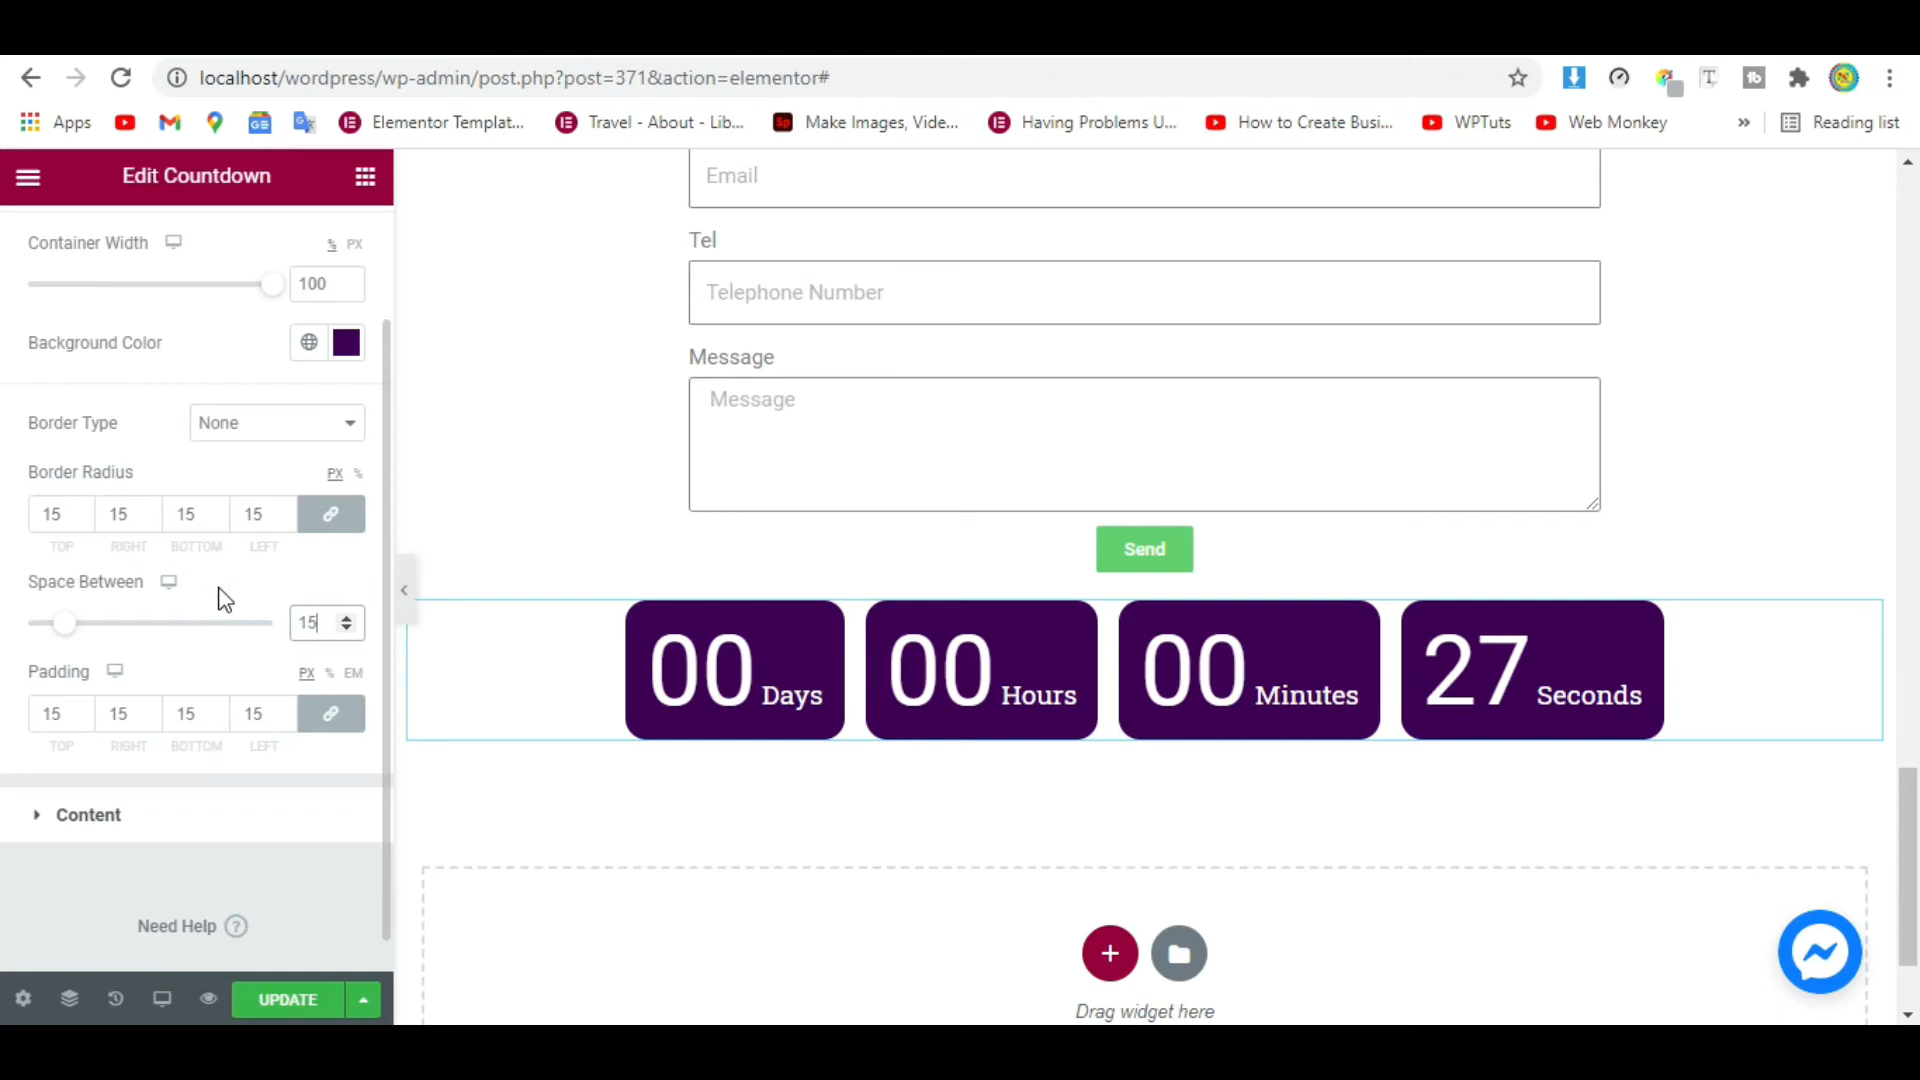 localhost/wordpress/wp-admin/post.php?post=371&action=elementor#
Apps Elementor Templat... Travel - About - Lib... Make Images, Vide... Having Problems U... How to Create Busi... WPTuts Web Monkey » Reading list
Edit Countdown
Container Width % PX
100
Background Color
Border Type None
Border Radius PX %
15 15 15 15
TOP RIGHT BOTTOM LEFT
Space Between
15
Padding PX % EM
15 15 15 15
TOP RIGHT BOTTOM LEFT
Content
Need Help ?
UPDATE
Email
Tel
Telephone Number
Message
Message
Send
00 Days 00 Hours 00 Minutes 27 Seconds
Drag widget here